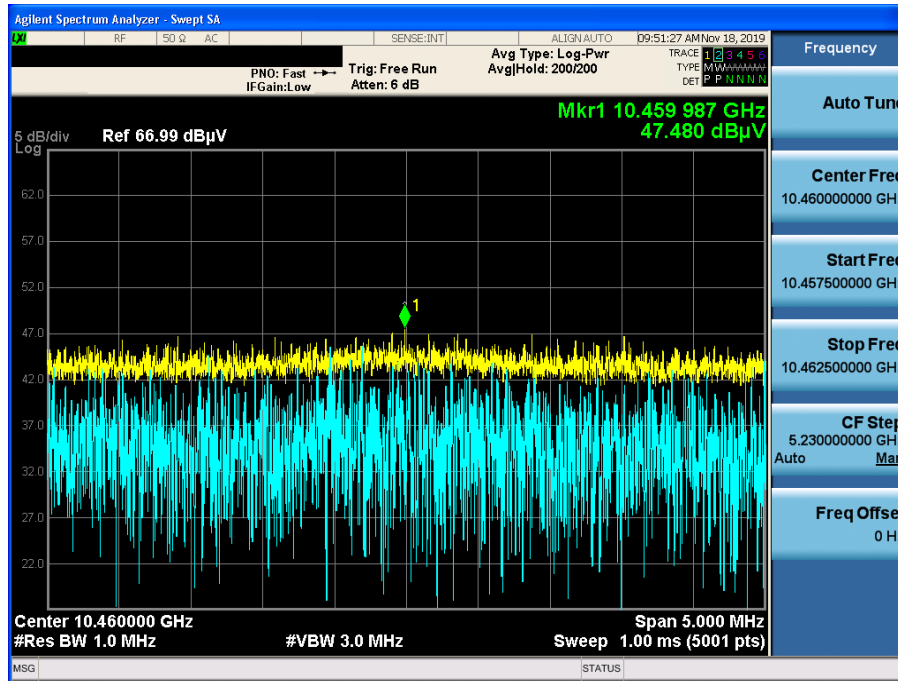 Agilent Spectrum Analyzer - Swept SA
LXI RF 50 Ω AC SENSE:INT ALIGN AUTO 09:51:27 AM Nov 18, 2019
PNO: Fast Trig: Free Run Avg Type: Log-Pwr TRACE 1 2 3 4 5 6
IFGain:Low Atten: 6 dB Avg|Hold: 200/200 TYPE MWWWWW
DET P P N N N N
Mkr1 10.459 987 GHz
47.480 dBµV
5 dB/div Ref 66.99 dBµV
Log
62.0
57.0
52.0
1
47.0
42.0
37.0
32.0
27.0
22.0
Center 10.460000 GHz Span 5.000 MHz
#Res BW 1.0 MHz #VBW 3.0 MHz Sweep 1.00 ms (5001 pts)
MSG STATUS
Frequency
Auto Tun
Center Fre
10.460000000 GH
Start Fre
10.457500000 GH
Stop Fre
10.462500000 GH
CF Step
5.230000000 GH
Auto Ma
Freq Offse
0 H